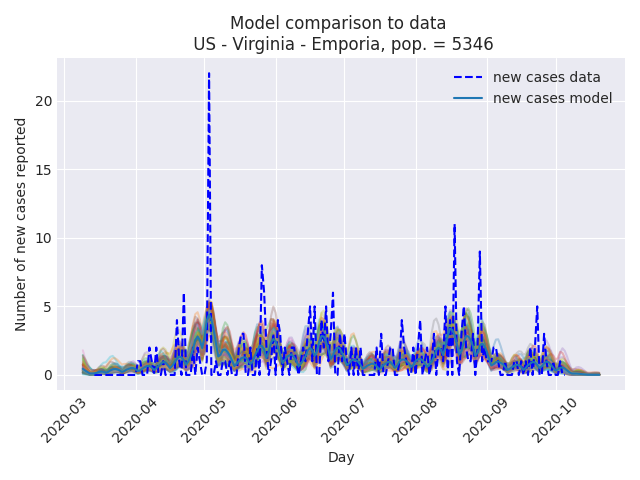 Model comparison to data
US - Virginia - Emporia, pop. = 5346
new cases data
new cases model
Number of new cases reported
20
15
10
5
0
2020-03
2020-04
2020-05
2020-06
2020-07
2020-08
2020-09
2020-10
Day